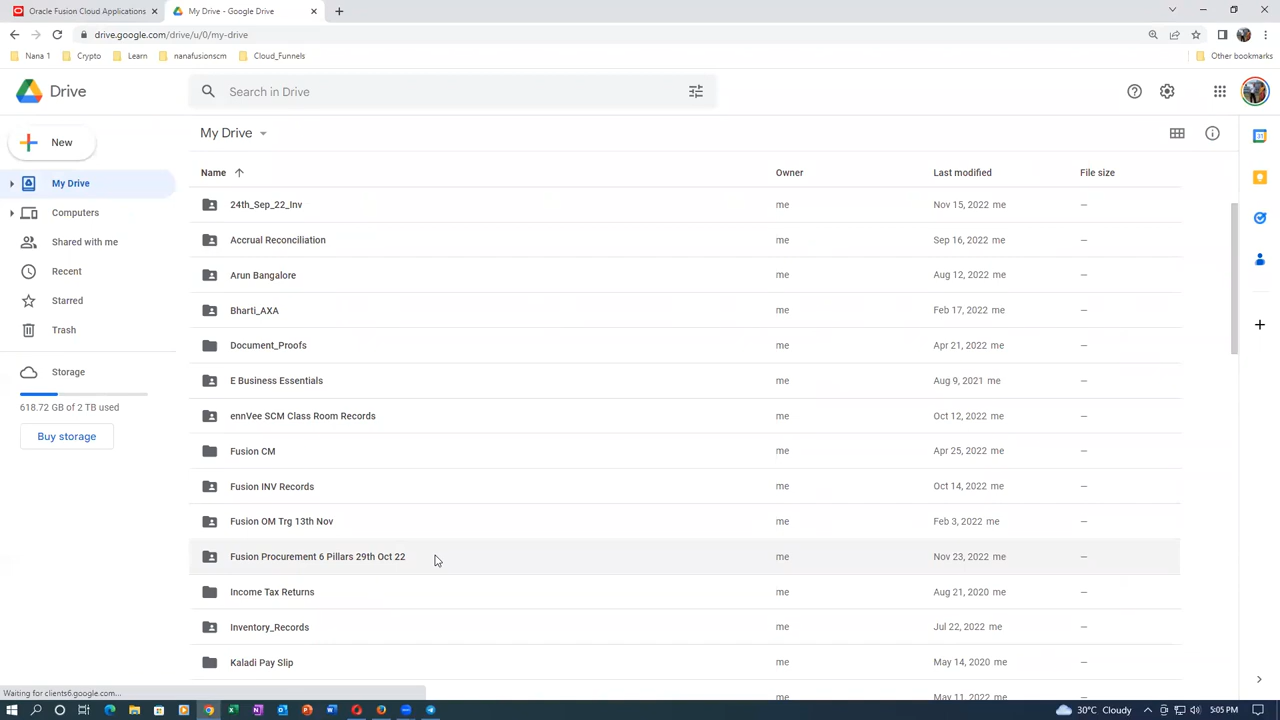 Oracle Fusion Cloud Applications
My Drive - Google Drive
drive.google.com/drive/u/0/my-drive
Nana 1
Crypto
Learn
nanafusionscm
Cloud_Funnels
Other bookmarks
Drive
Search in Drive
New
My Drive
Computers
Shared with me
Recent
Starred
Trash
Storage
618.72 GB of 2 TB used
Buy storage
My Drive
Name Owner Last modified File size
24th_Sep_22_Inv me Nov 15, 2022 me –
Accrual Reconciliation me Sep 16, 2022 me –
Arun Bangalore me Aug 12, 2022 me –
Bharti_AXA me Feb 17, 2022 me –
Document_Proofs me Apr 21, 2022 me –
E Business Essentials me Aug 9, 2021 me –
ennVee SCM Class Room Records me Oct 12, 2022 me –
Fusion CM me Apr 25, 2022 me –
Fusion INV Records me Oct 14, 2022 me –
Fusion OM Trg 13th Nov me Feb 3, 2022 me –
Fusion Procurement 6 Pillars 29th Oct 22 me Nov 23, 2022 me –
Income Tax Returns me Aug 21, 2020 me –
Inventory_Records me Jul 22, 2022 me –
Kaladi Pay Slip me May 14, 2020 me –
me May 11, 2022 me –
Waiting for clients6.google.com...
30°C Cloudy
5:05 PM